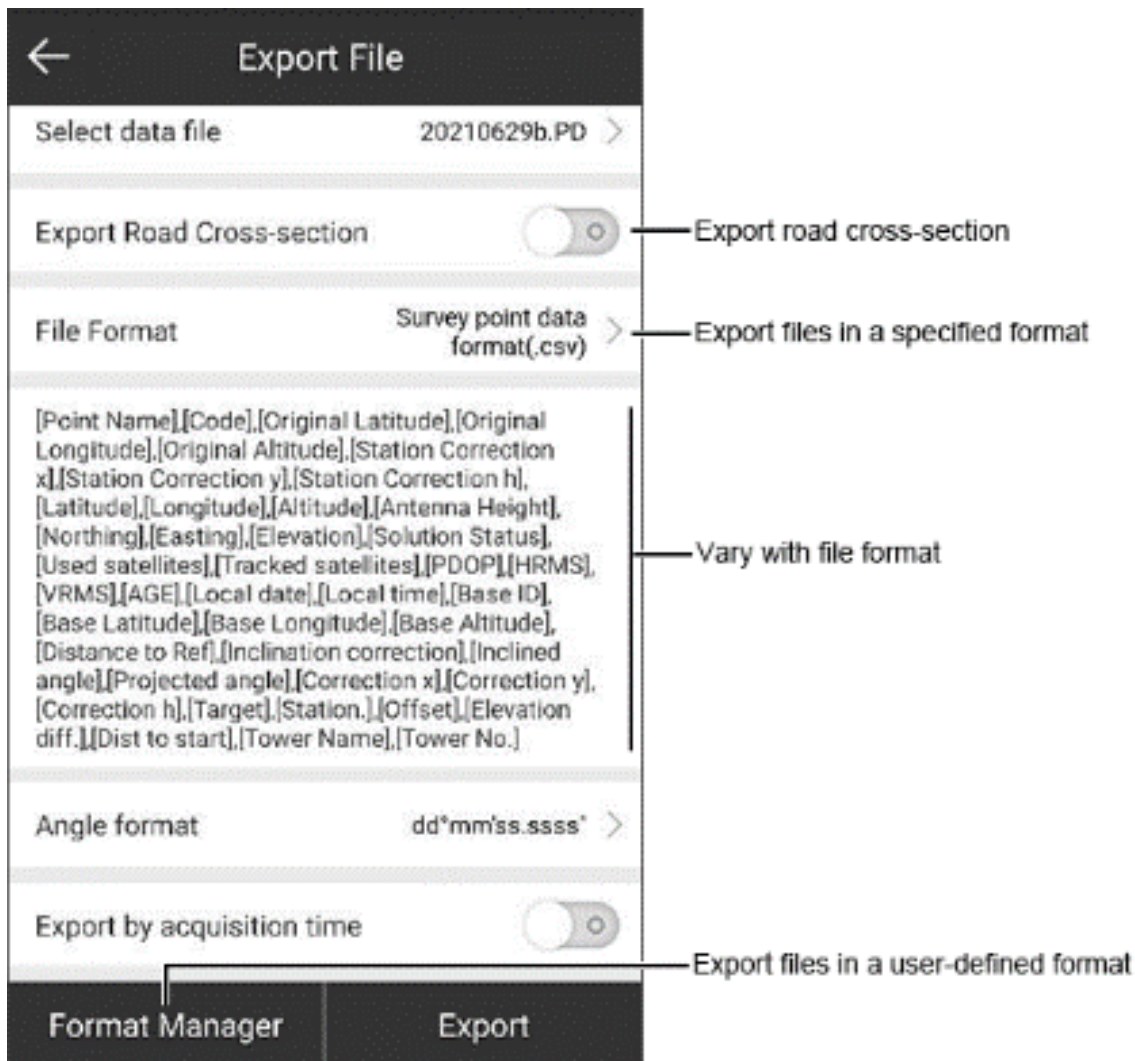 Export File
Select data file 20210629b.PD
Export Road Cross-section
Export road cross-section
File Format
Survey point data
format(.csv)
Export files in a specified format
[Point Name],[Code],[Original Latitude],[Original
Longitude],[Original Altitude],[Station Correction
x],[Station Correction y],[Station Correction h],
[Latitude],[Longitude],[Altitude],[Antenna Height],
[Northing],[Easting],[Elevation],[Solution Status],
[Used satellites],[Tracked satellites],[PDOP],[HRMS],
[VRMS],[AGE],[Local date],[Local time],[Base ID],
[Base Latitude],[Base Longitude],[Base Altitude],
[Distance to Ref],[Inclination correction],[Inclined
angle],[Projected angle],[Correction x],[Correction y],
[Correction h],[Target],[Station.],[Offset],[Elevation
diff.],[Dist to start],[Tower Name],[Tower No.]
Vary with file format
Angle format dd°mm'ss.ssss"
Export by acquisition time
Export files in a user-defined format
Format Manager Export